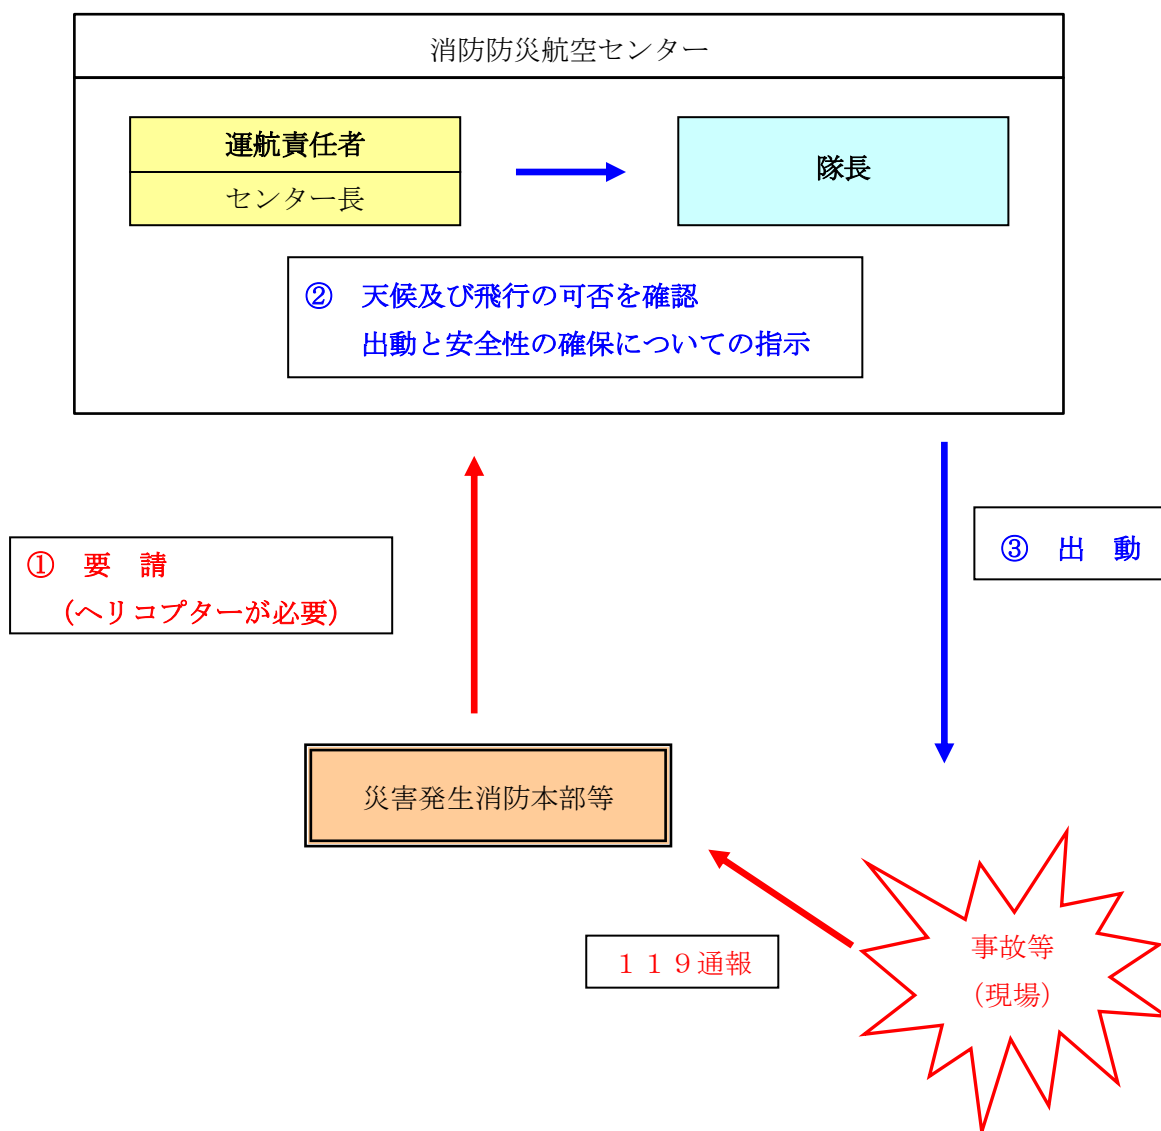 消防防災航空センター
運航責任者
センター長
隊長
②　天候及び飛行の可否を確認
出動と安全性の確保についての指示
①　要　請
（ヘリコプターが必要）
③　出　動
災害発生消防本部等
１１９通報
事故等
（現場）